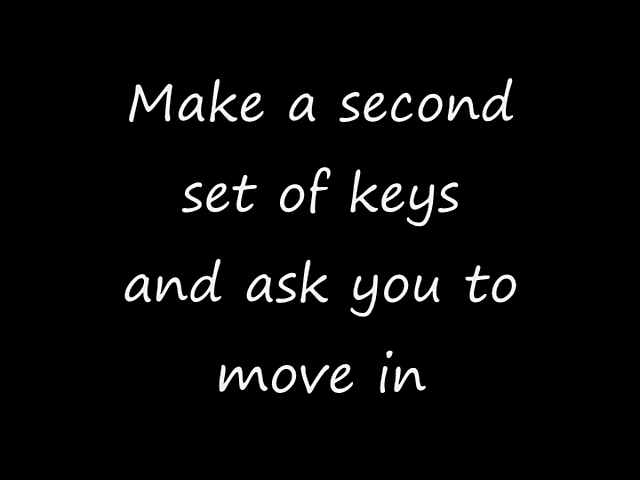 Make a second
set of keys
and ask you to
move in